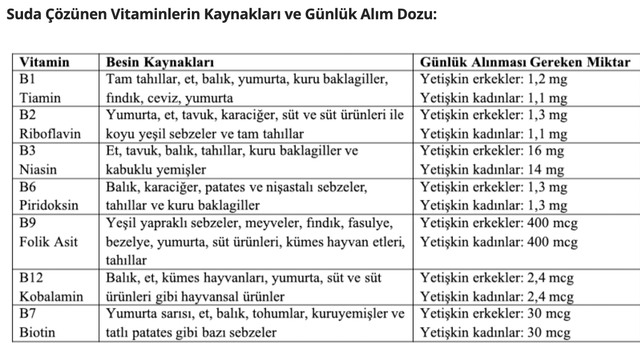 Suda Çözünen Vitaminlerin Kaynakları ve Günlük Alım Dozu:
Vitamin Besin Kaynakları Günlük Alınması Gereken Miktar
B1 Tam tahıllar, et, balık, yumurta, kuru baklagiller, Yetişkin erkekler: 1,2 mg
Tiamin fındık, ceviz, yumurta Yetişkin kadınlar: 1,1 mg
B2 Yumurta, et, tavuk, karaciğer, süt ve süt ürünleri ile Yetişkin erkekler: 1,3 mg
Riboflavin koyu yeşil sebzeler ve tam tahıllar Yetişkin kadınlar: 1,1 mg
B3 Et, tavuk, balık, tahıllar, kuru baklagiller ve Yetişkin erkekler: 16 mg
Niasin kabuklu yemişler Yetişkin kadınlar: 14 mg
B6 Balık, karaciğer, patates ve nişastalı sebzeler, Yetişkin erkekler: 1,3 mg
Piridoksin tahıllar ve kuru baklagiller Yetişkin kadınlar: 1,3 mg
B9 Yeşil yapraklı sebzeler, meyveler, fındık, fasulye, Yetişkin erkekler: 400 mcg
Folik Asit bezelye, yumurta, süt ürünleri, kümes hayvan etleri, Yetişkin kadınlar: 400 mcg
tahıllar
B12 Balık, et, kümes hayvanları, yumurta, süt ve süt Yetişkin erkekler: 2,4 mcg
Kobalamin ürünleri gibi hayvansal ürünler Yetişkin kadınlar: 2,4 mcg
B7 Yumurta sarısı, et, balık, tohumlar, kuruyemişler ve Yetişkin erkekler: 30 mcg
Biotin tatlı patates gibi bazı sebzeler Yetişkin kadınlar: 30 mcg